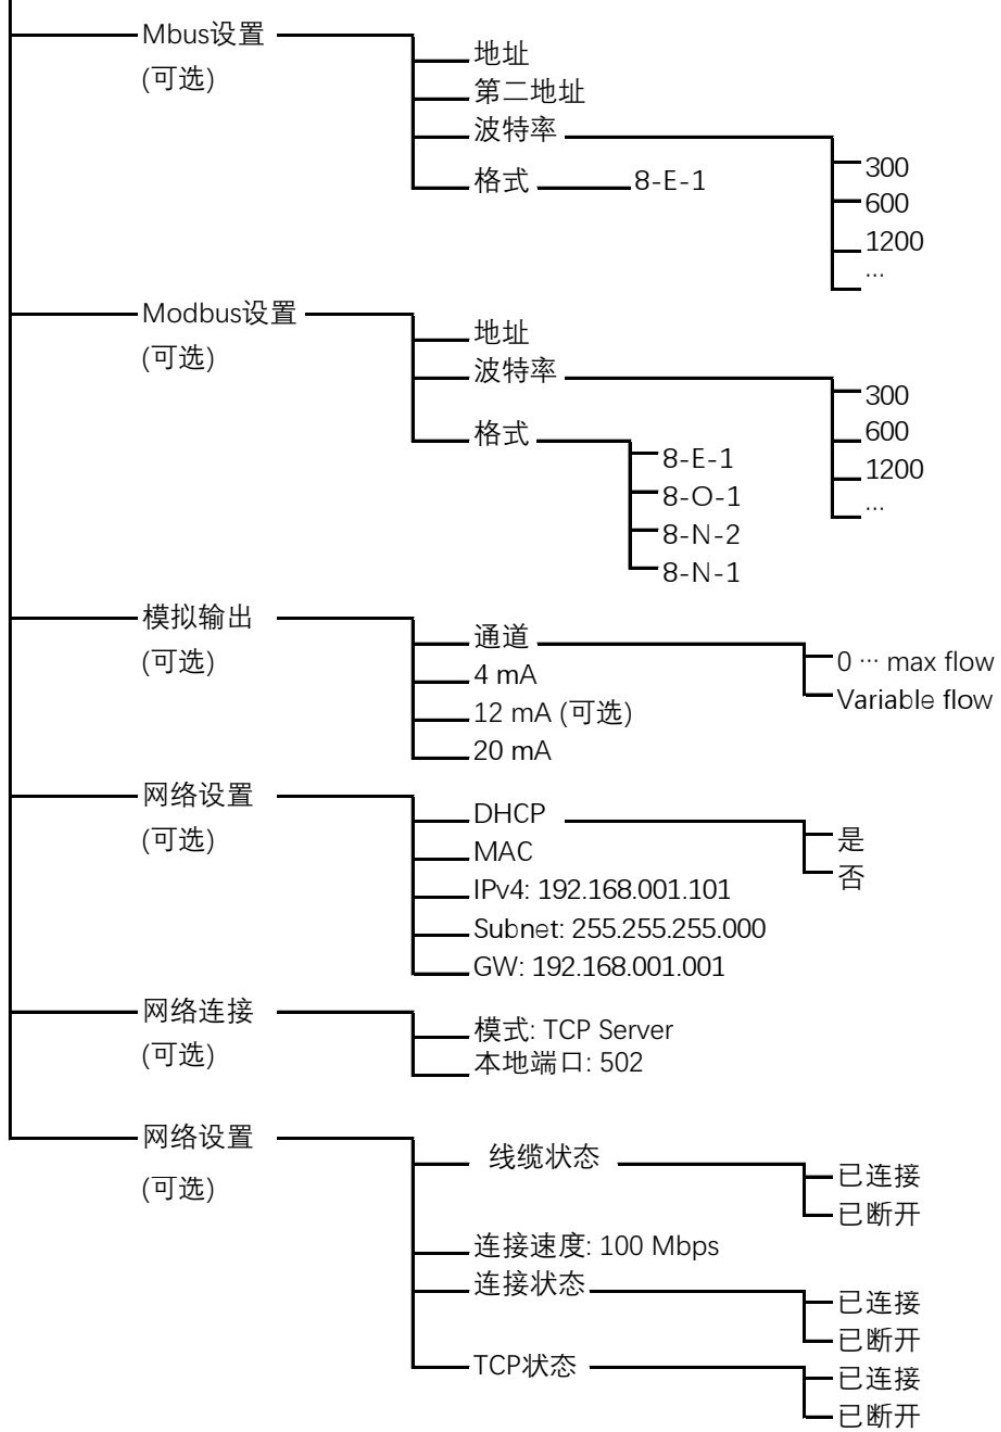 Mbus设置
(可选)
地址
第二地址
波特率
300
600
1200
...
格式
8-E-1
Modbus设置
(可选)
地址
波特率
300
600
1200
...
格式
8-E-1
8-O-1
8-N-2
8-N-1
模拟输出
(可选)
通道
0 ... max flow
Variable flow
4 mA
12 mA (可选)
20 mA
网络设置
(可选)
DHCP
是
否
MAC
IPv4: 192.168.001.101
Subnet: 255.255.255.000
GW: 192.168.001.001
网络连接
(可选)
模式: TCP Server
本地端口: 502
网络设置
(可选)
线缆状态
已连接
已断开
连接速度: 100 Mbps
连接状态
已连接
已断开
TCP状态
已连接
已断开